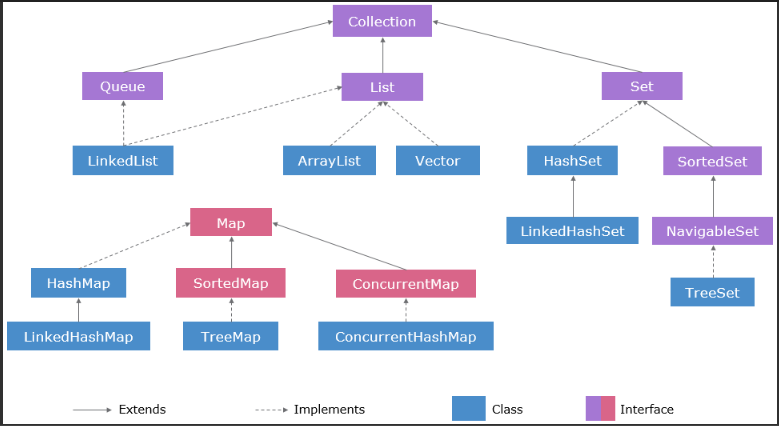 Collection
Queue
List
Set
LinkedList
ArrayList
Vector
HashSet
SortedSet
LinkedHashSet
NavigableSet
TreeSet
Map
HashMap
SortedMap
ConcurrentMap
LinkedHashMap
TreeMap
ConcurrentHashMap
Extends
Implements
Class
Interface